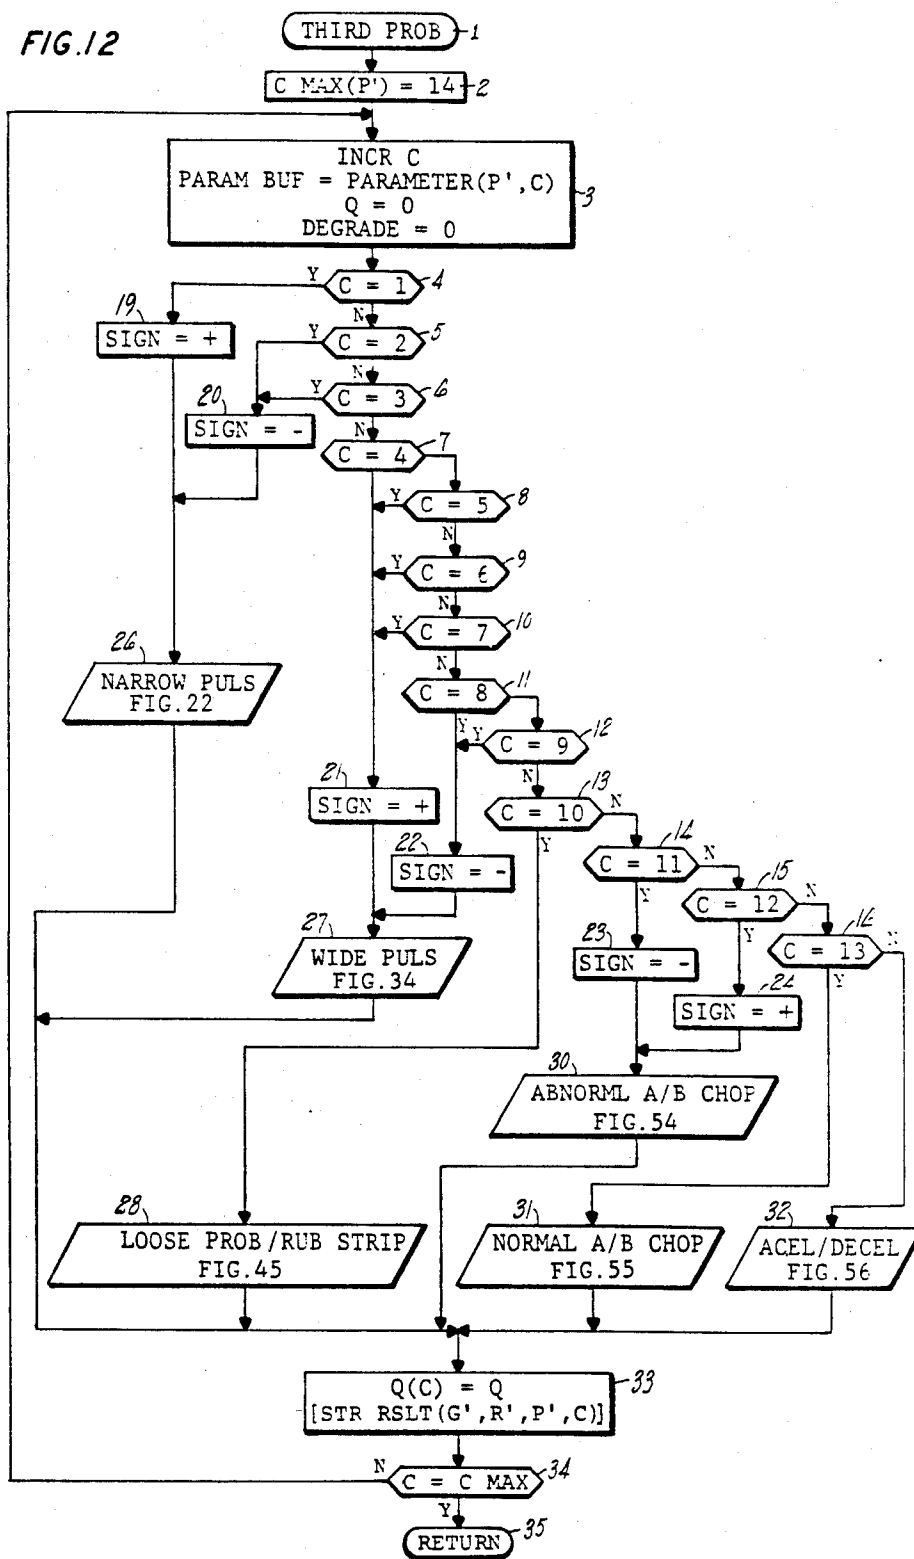 FIG.12
THIRD PROB
1
C MAX(P') = 14
2
INCR C
PARAM BUF = PARAMETER(P',C)
Q = 0
DEGRADE = 0
3
Y
C = 1
4
N
19
SIGN = +
Y
C = 2
5
N
20
SIGN = -
Y
C = 3
6
N
C = 4
7
Y
C = 5
8
N
Y
C = 6
9
N
Y
C = 7
10
N
C = 8
11
Y
Y
C = 9
12
N
26
NARROW PULS
FIG.22
21
SIGN = +
C = 10
13
N
Y
22
SIGN = -
C = 11
14
N
Y
C = 12
15
N
Y
C = 13
16
N
Y
27
WIDE PULS
FIG.34
23
SIGN = -
24
SIGN = +
30
ABNORML A/B CHOP
FIG.54
28
LOOSE PROB/RUB STRIP
FIG.45
31
NORMAL A/B CHOP
FIG.55
32
ACEL/DECEL
FIG.56
Q(C) = Q
[STR RSLT(G',R',P',C)]
33
N
C = C MAX
34
Y
RETURN
35